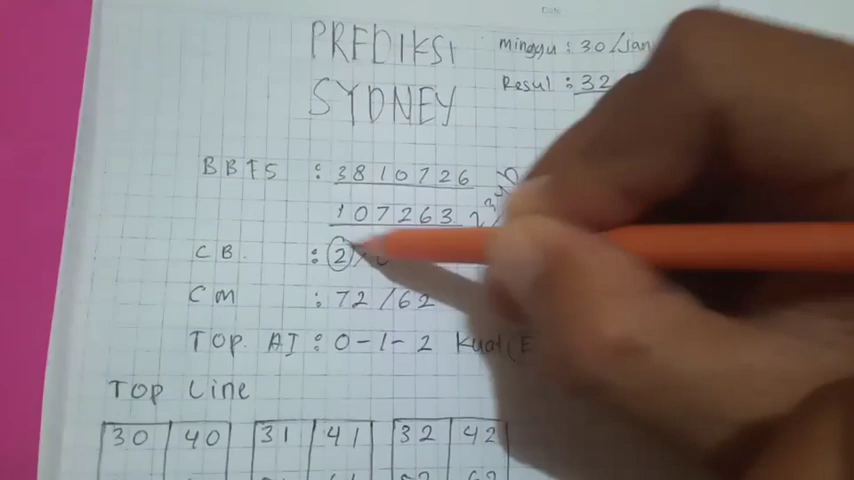 PREDIKSI
SYDNEY
Minggu : 30/Jan
Resul : 32
BBFS : 3810726
107263
CB : 2/
CM : 72/62
TOP AI : 0-1-2 Kuat (E
TOP Line
30 40 31 41 32 42